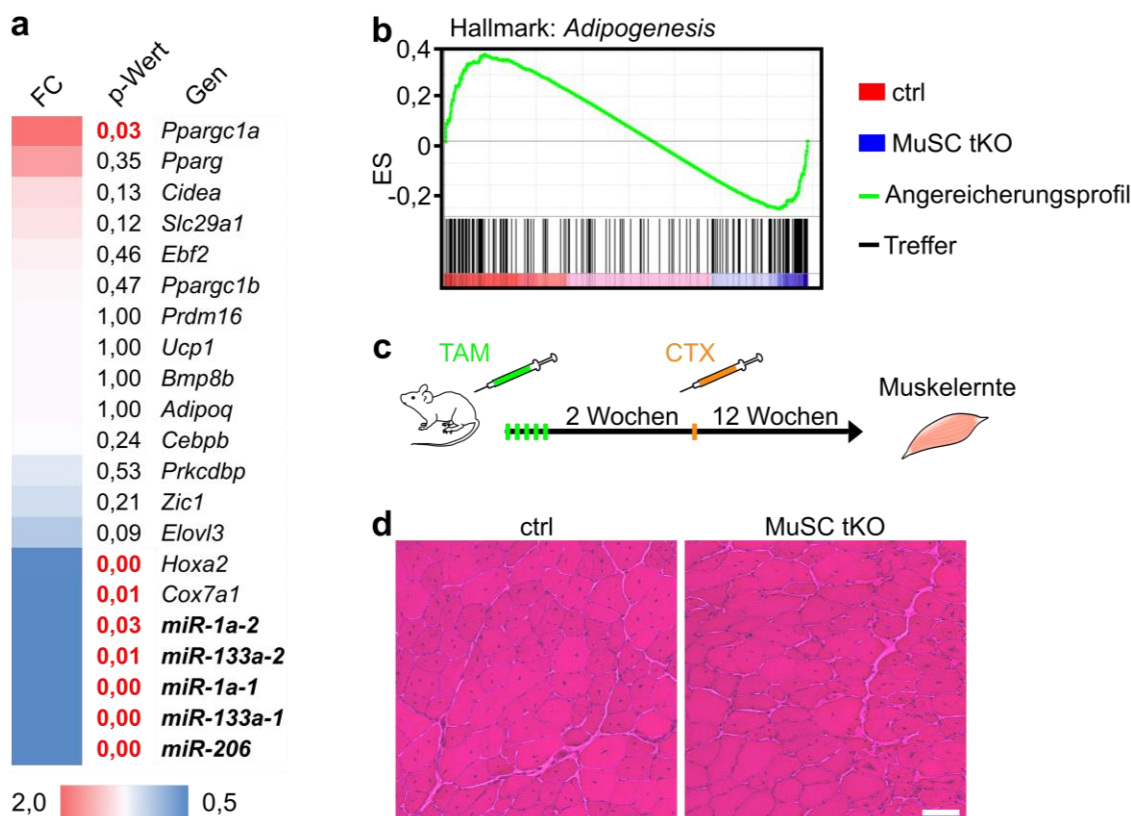 a
FC p-Wert Gen
0,03 Ppargc1a
0,35 Pparg
0,13 Cidea
0,12 Slc29a1
0,46 Ebf2
0,47 Ppargc1b
1,00 Prdm16
1,00 Ucp1
1,00 Bmp8b
1,00 Adipoq
0,24 Cebpb
0,53 Prkcdbp
0,21 Zic1
0,09 Elovl3
0,00 Hoxa2
0,01 Cox7a1
0,03 miR-1a-2
0,01 miR-133a-2
0,00 miR-1a-1
0,00 miR-133a-1
0,00 miR-206
2,0 0,5
b
Hallmark: Adipogenesis
0,4
0,2
0
-0,2
ES
ctrl
MuSC tKO
Angereicherungsprofil
Treffer
c
TAM CTX
2 Wochen 12 Wochen
Muskelernte
d
ctrl MuSC tKO